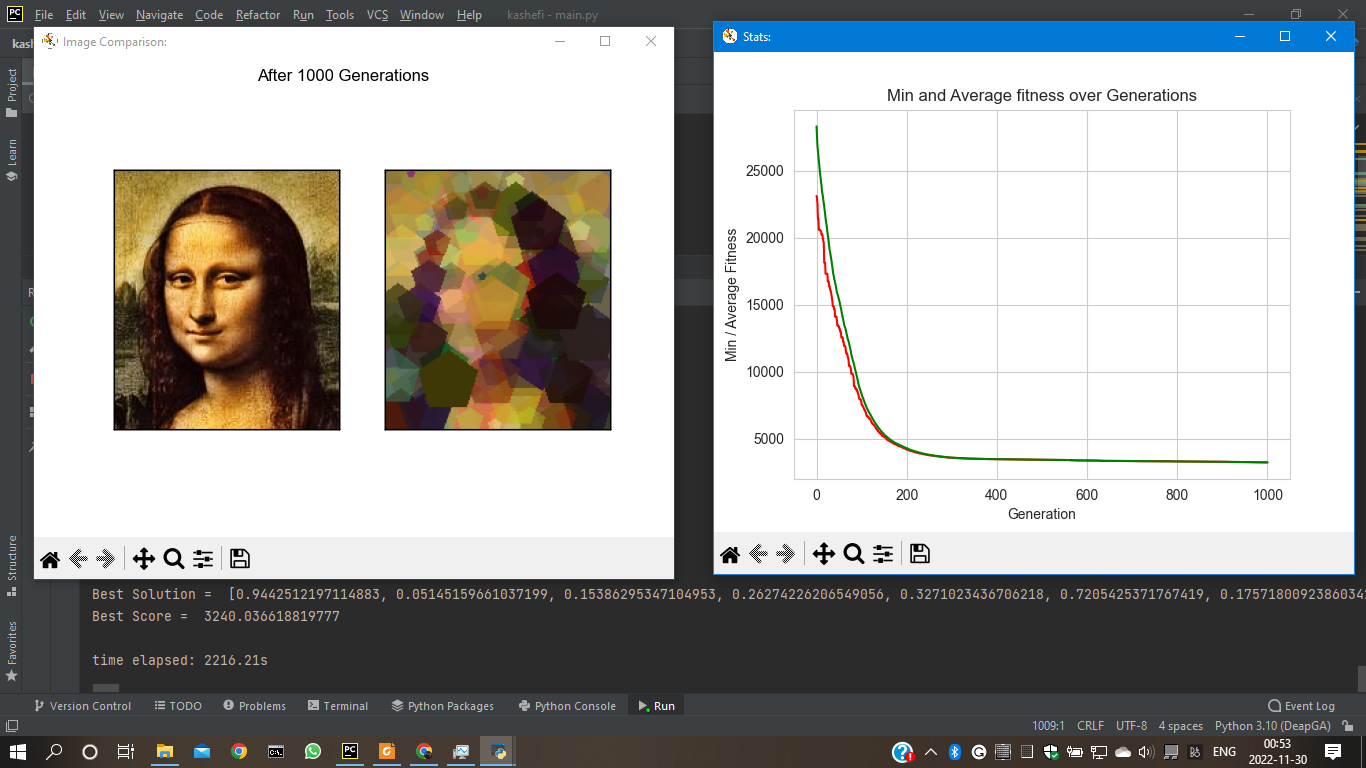 PC File Edit View Navigate Code Refactor Run Tools VCS Window Help kashefi - main.py
kas
Project
Learn
Structure
Favorites
Image Comparison:
After 1000 Generations
Stats:
Min and Average fitness over Generations
Min / Average Fitness
25000
20000
15000
10000
5000
0 200 400 600 800 1000
Generation
Best Solution = [0.9442512197114883, 0.05145159661037199, 0.15386295347104953, 0.26274226206549056, 0.3271023436706218, 0.7205425371767419, 0.1757180092386034
Best Score = 3240.036618819777
time elapsed: 2216.21s
Version Control TODO Problems Terminal Python Packages Python Console Run Event Log
1009:1 CRLF UTF-8 4 spaces Python 3.10 (DeapGA)
PC ENG 00:53
2022-11-30